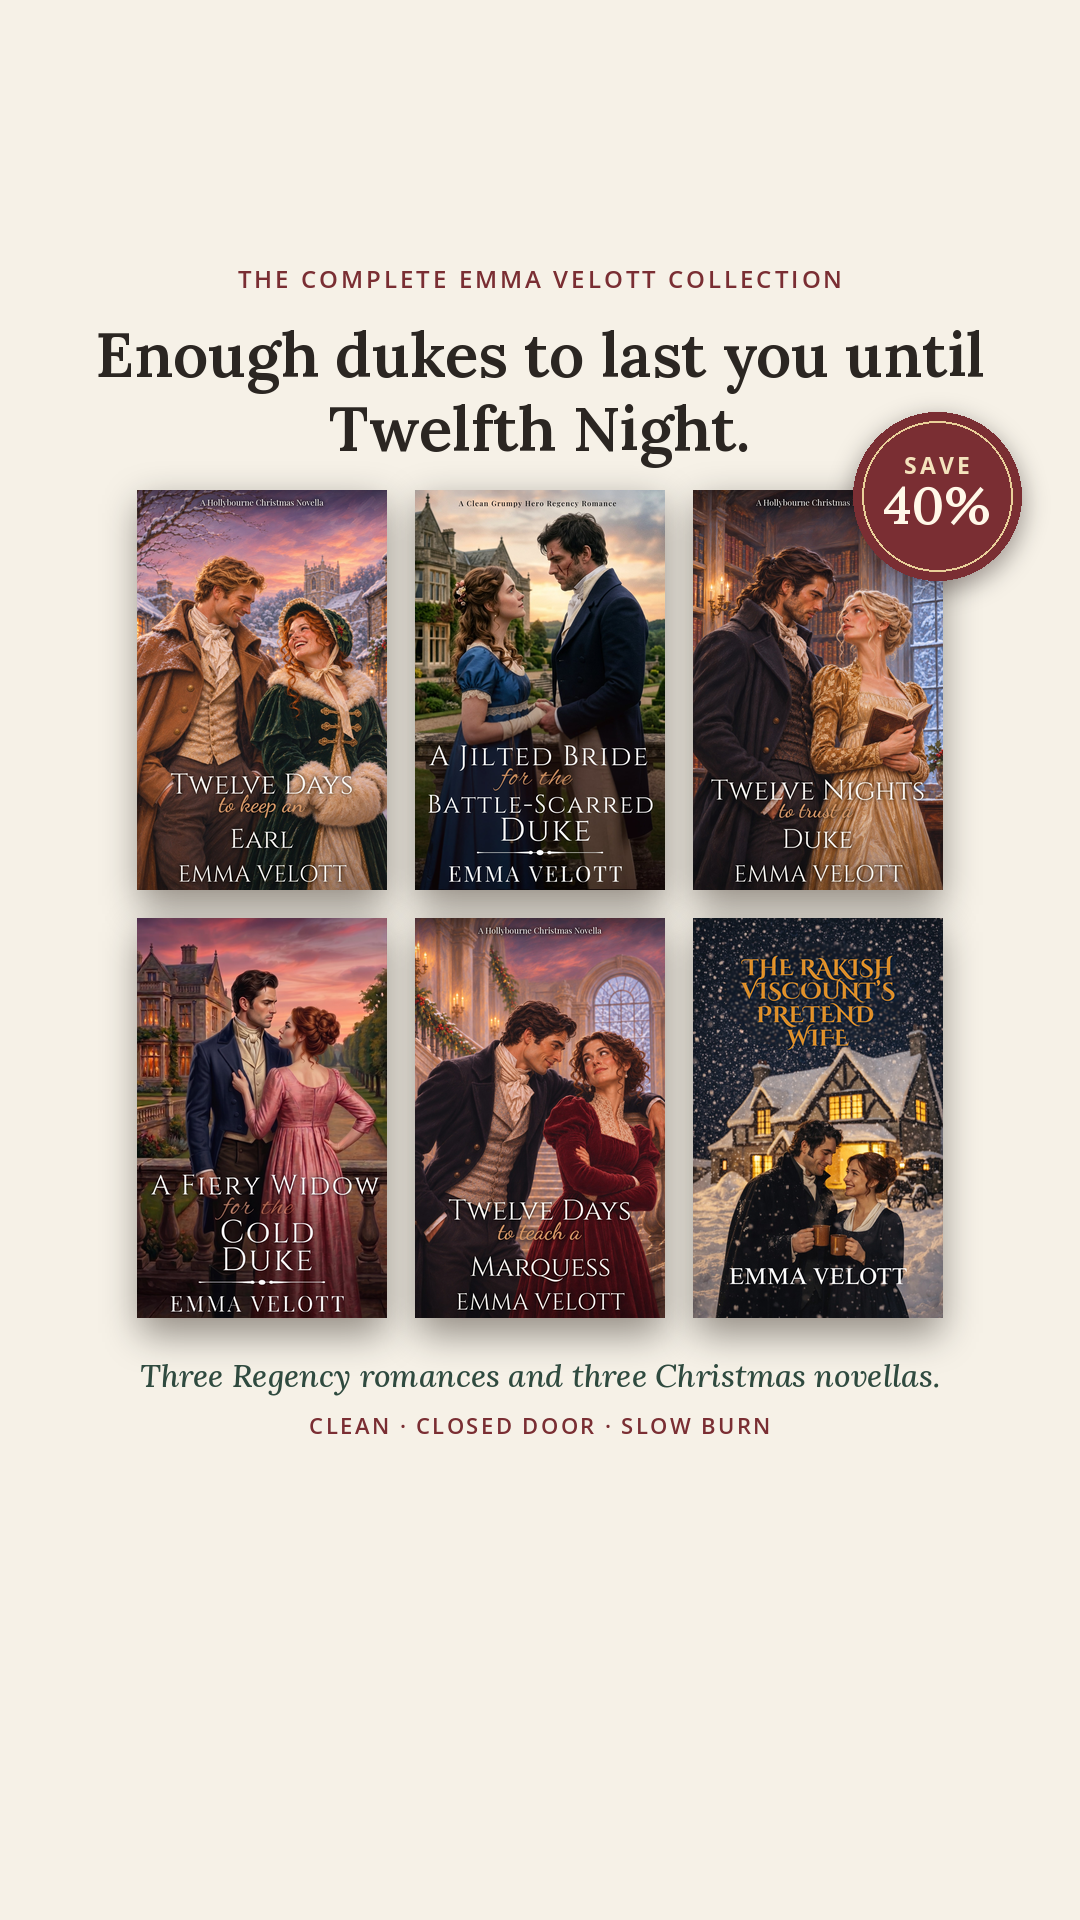 THE COMPLETE EMMA VELOTT COLLECTION
Enough dukes to last you until
Twelfth Night.
SAVE
40%
A Hollybourne Christmas Novella
TWELVE DAYS
to keep an
EARL
EMMA VELOTT
A Clean Grumpy Hero Regency Romance
A JILTED BRIDE
for the
BATTLE-SCARRED
DUKE
EMMA VELOTT
A Hollybourne Christmas
TWELVE NIGHTS
to trust a
DUKE
EMMA VELOTT
A FIERY WIDOW
for the
COLD
DUKE
EMMA VELOTT
A Hollybourne Christmas Novella
TWELVE DAYS
to teach a
MARQUESS
EMMA VELOTT
THE RAKISH
VISCOUNT'S
PRETEND
WIFE
EMMA VELOTT
Three Regency romances and three Christmas novellas.
CLEAN · CLOSED DOOR · SLOW BURN